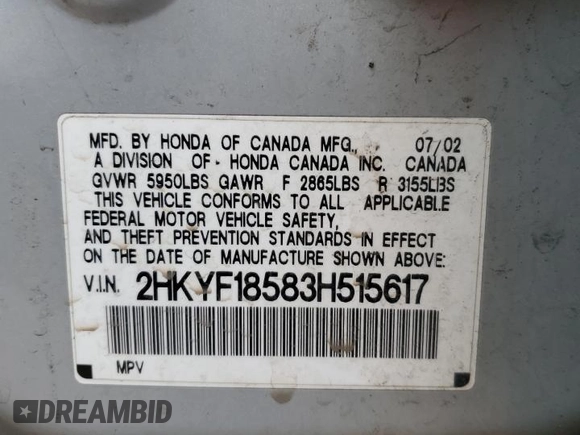 MFD. BY HONDA OF CANADA MFG., 07/02
A DIVISION OF - HONDA CANADA INC. CANADA
GVWR 5950LBS GAWR F 2865LBS R 3155LBS
THIS VEHICLE CONFORMS TO ALL APPLICABLE
FEDERAL MOTOR VEHICLE SAFETY,
AND THEFT PREVENTION STANDARDS IN EFFECT
ON THE DATE OF MANUFACTURE SHOWN ABOVE:
V.I.N. 2HKYF18583H515617
MPV
DREAMBID